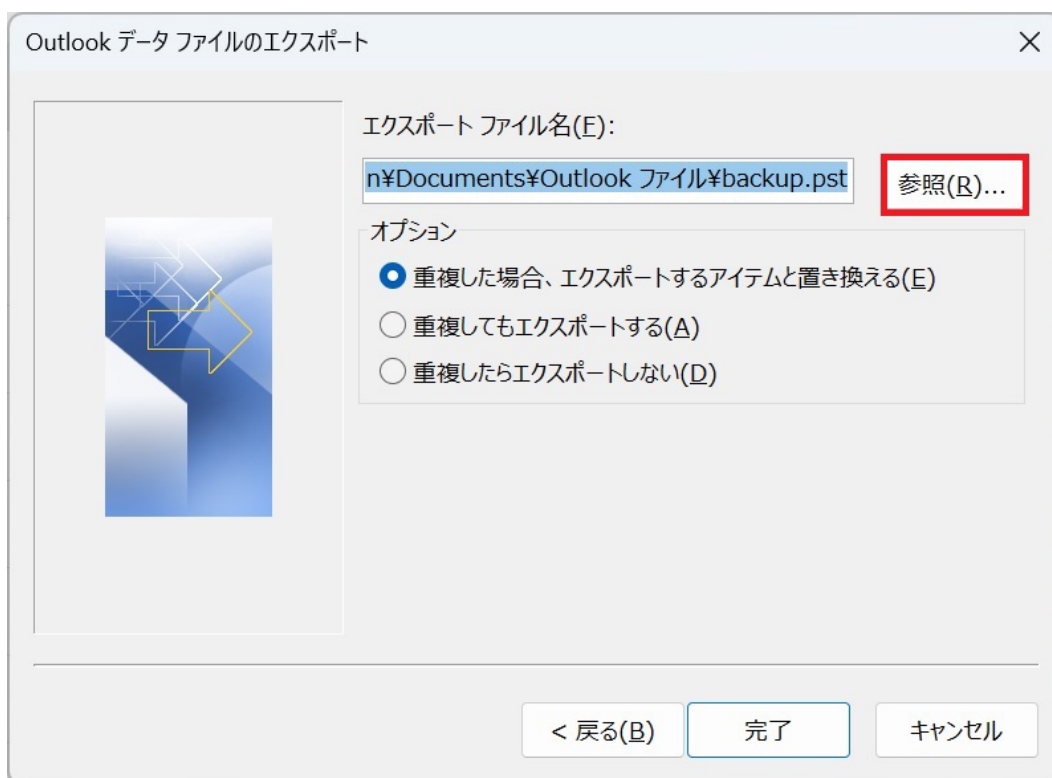 Outlook データ ファイルのエクスポート
エクスポート ファイル名(F):
n¥Documents¥Outlook ファイル¥backup.pst
参照(R)...
オプション
重複した場合、エクスポートするアイテムと置き換える(E)
重複してもエクスポートする(A)
重複したらエクスポートしない(D)
< 戻る(B)
完了
キャンセル